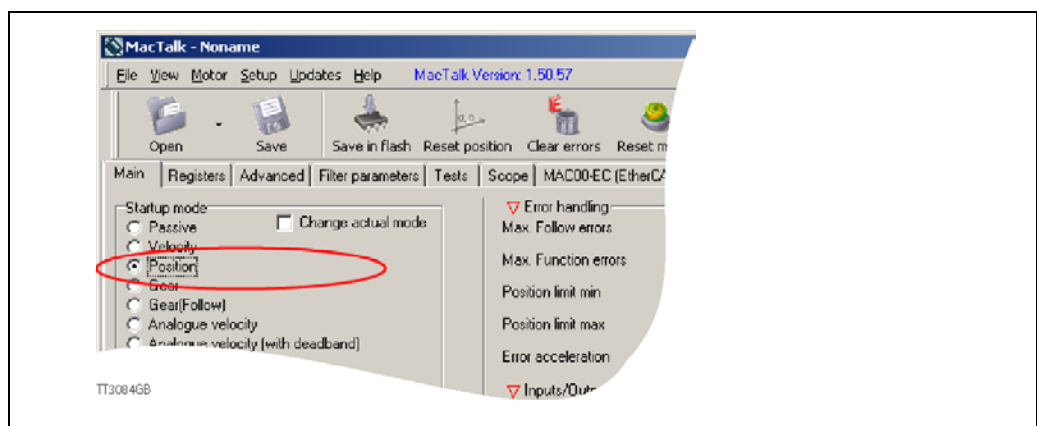 MacTalk - Noname
File View Motor Setup Updates Help MacTalk Version: 1.50.57
Open Save Save in flash Reset position Clear errors Reset
Main Registers Advanced Filter parameters Tests Scope MAC00-EC
Startup mode
Change actual mode
Passive
Velocity
Position
Gear
Gear(Follow)
Analogue velocity
Analogue velocity (with deadband)
Error handling
Max. Follow errors
Max. Function errors
Position limit min
Position limit max
Error acceleration
TT3084GB